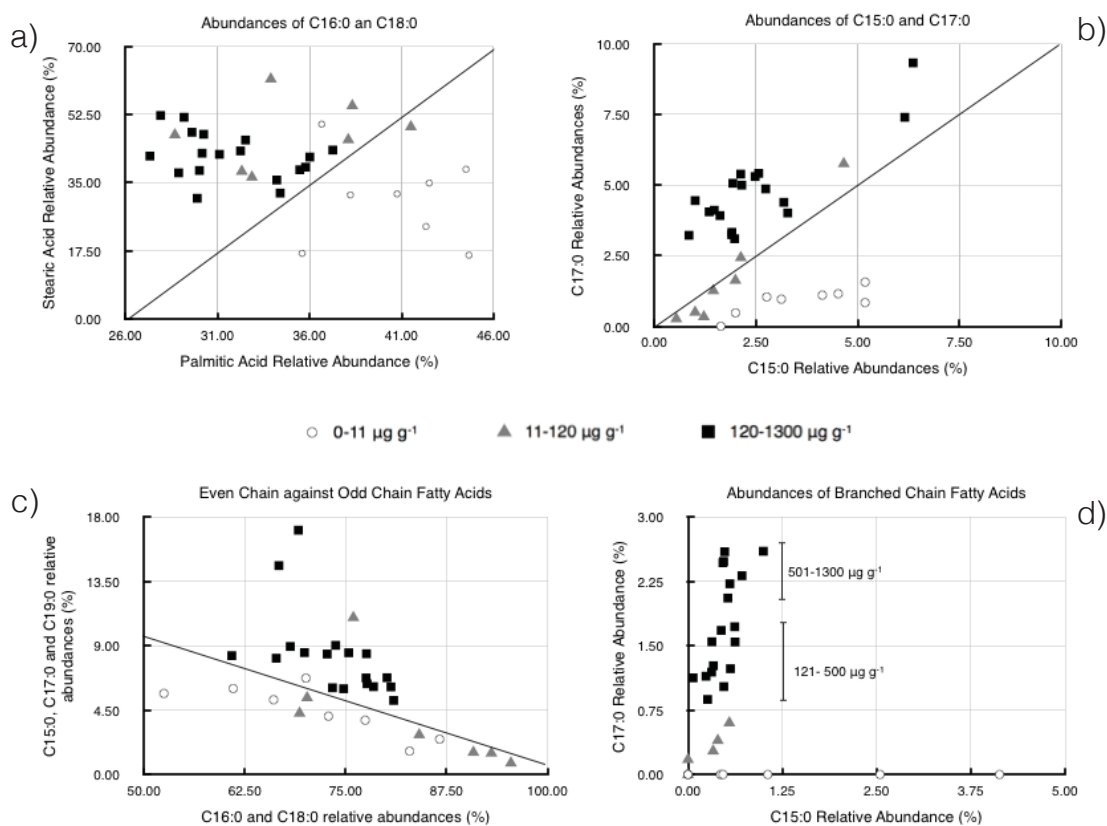 a)
Abundances of C16:0 an C18:0
Stearic Acid Relative Abundance (%)
70.00
52.50
35.00
17.50
0.00
26.00 31.00 36.00 41.00 46.00
Palmitic Acid Relative Abundance (%)
b)
Abundances of C15:0 and C17:0
C17:0 Relative Abundances (%)
10.00
7.50
5.00
2.50
0.00
0.00 2.50 5.00 7.50 10.00
C15:0 Relative Abundances (%)
0-11 µg g-1 11-120 µg g-1 120-1300 µg g-1
c)
Even Chain against Odd Chain Fatty Acids
C15:0, C17:0 and C19:0 relative
abundances (%)
18.00
13.50
9.00
4.50
0.00
50.00 62.50 75.00 87.50 100.00
C16:0 and C18:0 relative abundances (%)
d)
Abundances of Branched Chain Fatty Acids
C17:0 Relative Abundance (%)
3.00
2.25
1.50
0.75
0.00
501-1300 µg g-1
121- 500 µg g-1
0.00 1.25 2.50 3.75 5.00
C15:0 Relative Abundance (%)